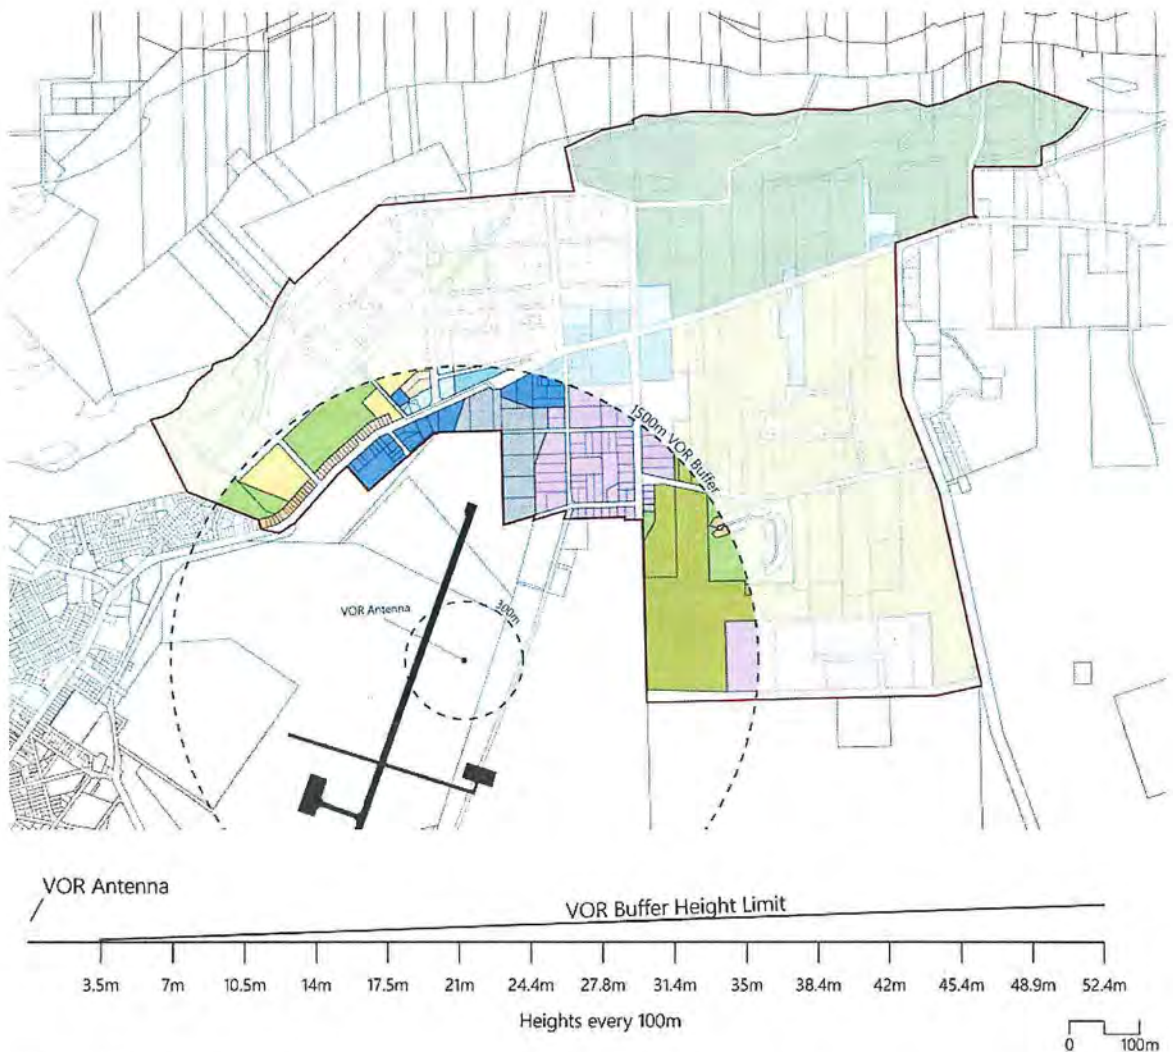 1500m VOR Buffer
300m
VOR Antenna
VOR Antenna
VOR Buffer Height Limit
3.5m 7m 10.5m 14m 17.5m 21m 24.4m 27.8m 31.4m 35m 38.4m 42m 45.4m 48.9m 52.4m
Heights every 100m
0 100m